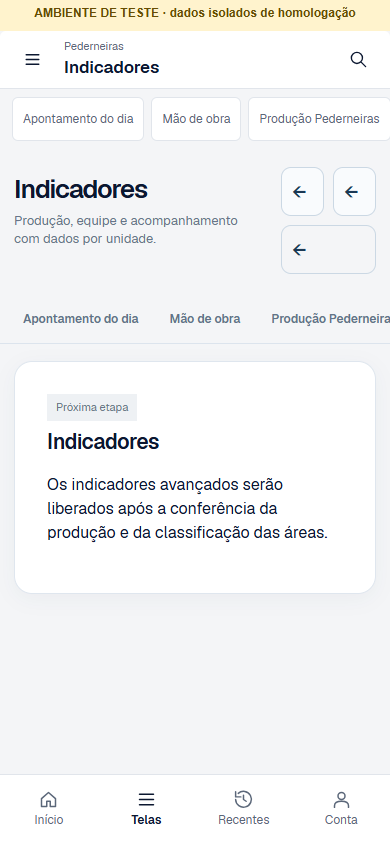 AMBIENTE DE TESTE · dados isolados de homologação
Pederneiras
Indicadores
Apontamento do dia
Mão de obra
Produção Pederneiras
Indicadores
Produção, equipe e acompanhamento
com dados por unidade.
Apontamento do dia
Mão de obra
Produção Pederneira
Próxima etapa
Indicadores
Os indicadores avançados serão
liberados após a conferência da
produção e da classificação das áreas.
Início
Telas
Recentes
Conta